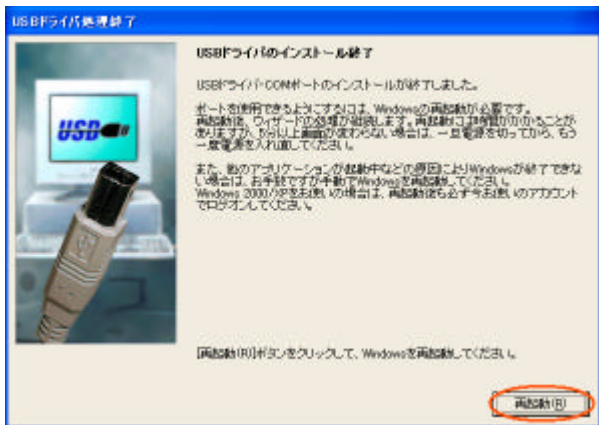 USBドライバ処理終了
USBドライバのインストール終了
USB
USBドライバ・COMポートのインストールが終了しました。
ポートを使用できるようにするには、Windowsの再起動が必要です。
再起動後、ウィザードの処理が継続します。再起動には時間がかかることが
ありますが、5分以上画面が変わらない場合は、一旦電源を切ってから、もう
一度電源を入れ直してください。
また、他のアプリケーションが起動中などの原因によりWindowsが終了できな
い場合は、お手数ですが手動でWindowsを再起動してください。
Windows 2000/XPをお使いの場合は、再起動後も必ず今お使いのアカウント
でログオンしてください。
[再起動(R)]ボタンをクリックして、Windowsを再起動してください。
再起動(R)